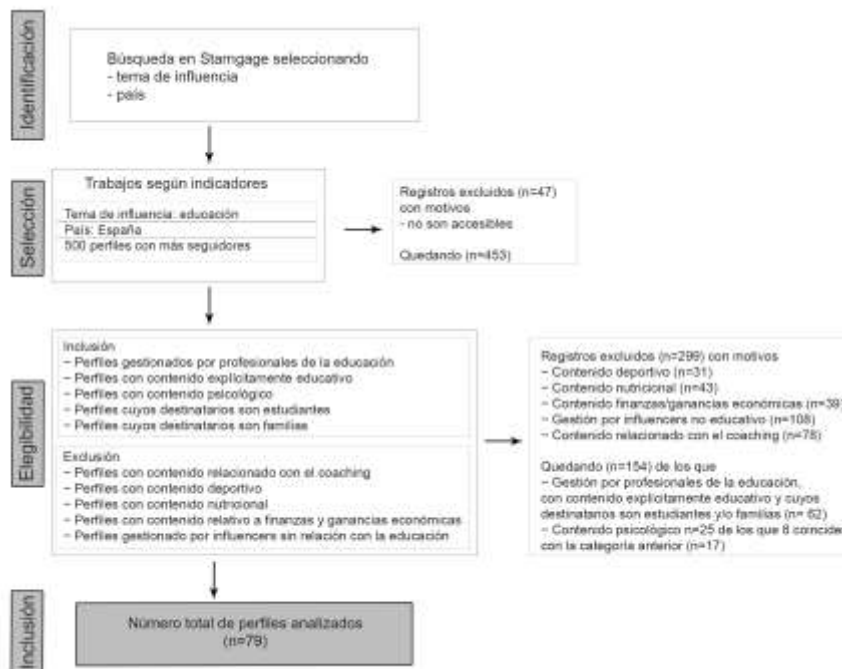 Identificación
Búsqueda en Starngage seleccionando
- tema de influencia
- país
Selección
Trabajos según indicadores
Tema de influencia: educación
País: España
500 perfiles con más seguidores
Registros excluidos (n=47)
con motivos
- no son accesibles
Quedando (n=453)
Elegibilidad
Inclusión
− Perfiles gestionados por profesionales de la educación
− Perfiles con contenido explícitamente educativo
− Perfiles con contenido psicológico
− Perfiles cuyos destinatarios son estudiantes
− Perfiles cuyos destinatarios son familias
Exclusión
− Perfiles con contenido relacionado con el coaching
− Perfiles con contenido deportivo
− Perfiles con contenido nutricional
− Perfiles con contenido relativo a finanzas y ganancias económicas
− Perfiles gestionado por influencers sin relación con la educación
Registros excluidos (n=299) con motivos
− Contenido deportivo (n=31)
− Contenido nutricional (n=43)
− Contenido finanzas/ganancias económicas (n=39)
− Gestión por influencers no educativo (n=108)
− Contenido relacionado con el coaching (n=78)
Quedando (n=154) de los que
− Gestión por profesionales de la educación,
con contenido explícitamente educativo y cuyos
destinatarios son estudiantes y/o familias (n= 62)
− Contenido psicológico n=25 de los que 8 coincide
con la categoría anterior (n=17)
Inclusión
Número total de perfiles analizados
(n=79)